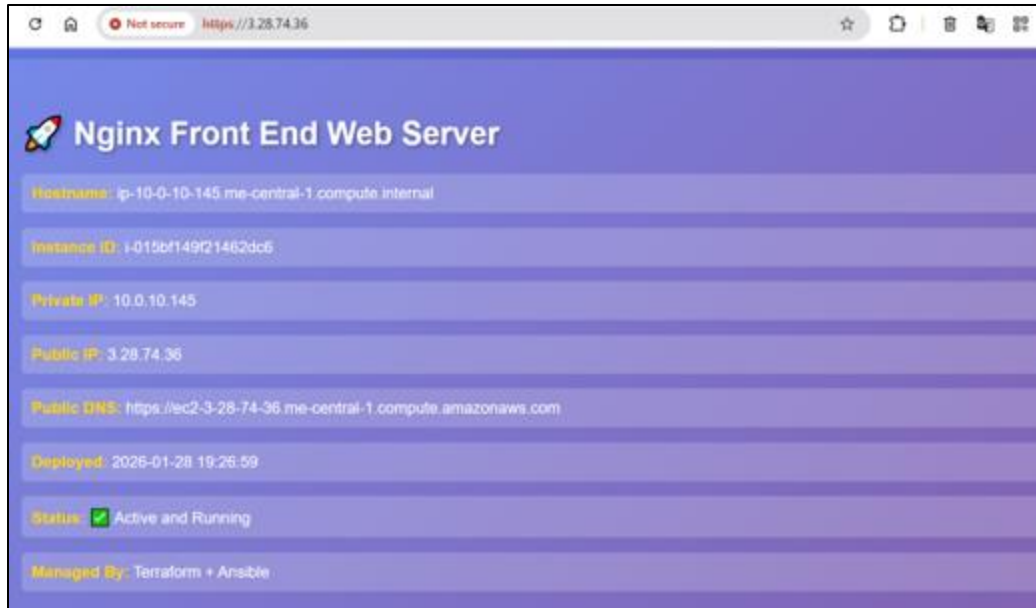 Not secure https://3.28.74.36
Nginx Front End Web Server
Hostname: ip-10-0-10-145.me-central-1.compute.internal
Instance ID: i-015bf149f21462dc6
Private IP: 10.0.10.145
Public IP: 3.28.74.36
Public DNS: https://ec2-3-28-74-36.me-central-1.compute.amazonaws.com
Deployed: 2026-01-28 19:26:59
Status: ✅ Active and Running
Managed By: Terraform + Ansible